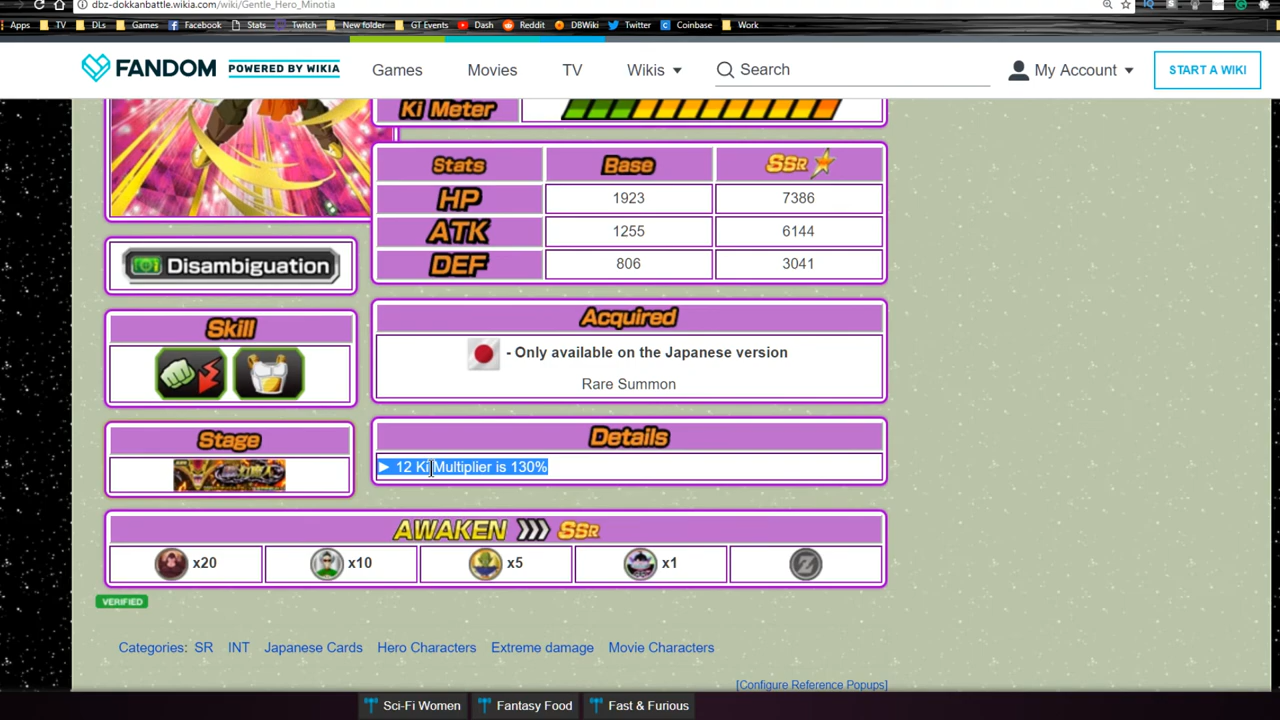 dbz-dokkanbattle.wikia.com/wiki/Gentle_Hero_Minotia
Apps TV DLs Games Facebook Stats Twitch New folder GT Events Dash Reddit DBWiki Twitter Coinbase Work
FANDOM POWERED BY WIKIA Games Movies TV Wikis Search My Account START A WIKI
Ki Meter
Stats Base SSR
HP 1923 7386
ATK 1255 6144
DEF 806 3041
Disambiguation
Skill
Acquired
- Only available on the Japanese version
Rare Summon
Stage
Details
► 12 Ki Multiplier is 130%
AWAKEN SSR
x20 x10 x5 x1 Z
VERIFIED
Categories: SR INT Japanese Cards Hero Characters Extreme damage Movie Characters
[Configure Reference Popups]
Sci-Fi Women Fantasy Food Fast & Furious